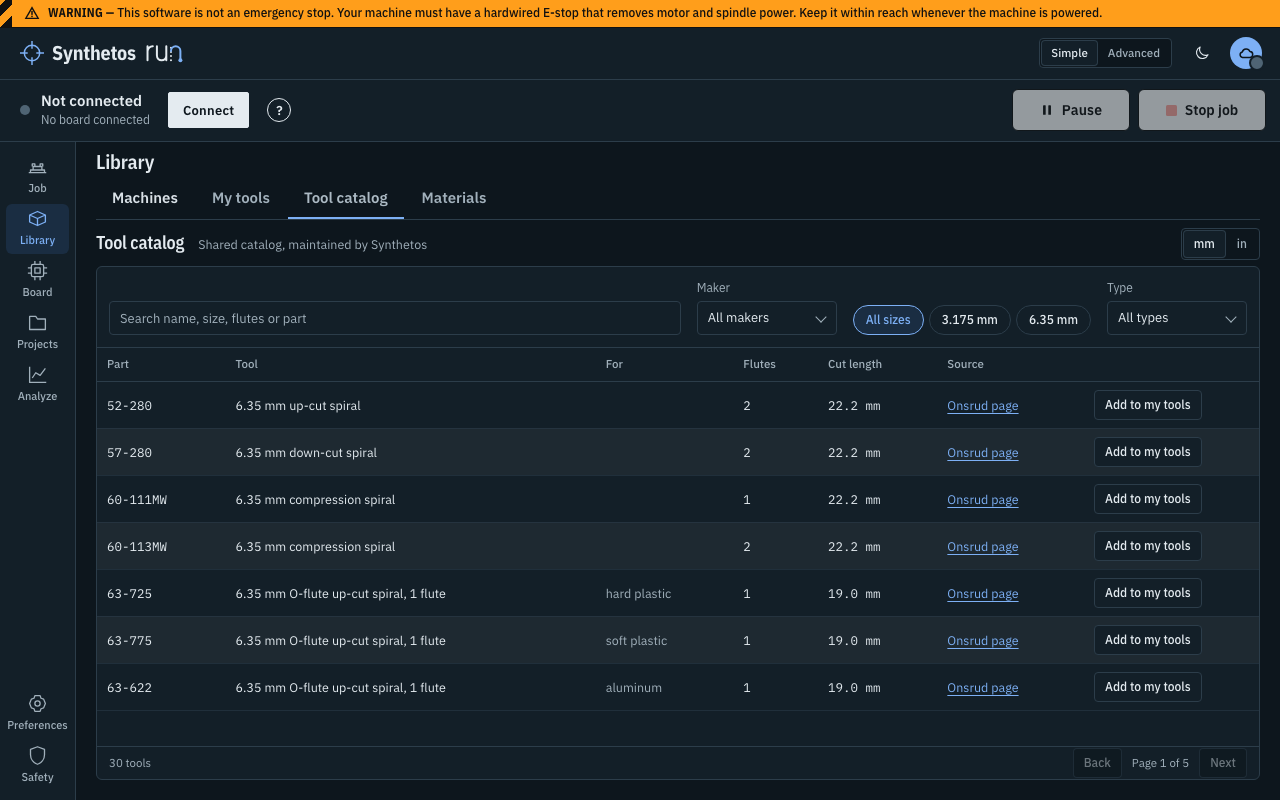 WARNING — This software is not an emergency stop. Your machine must have a hardwired E-stop that removes motor and spindle power. Keep it within reach whenever the machine is powered.
Synthetos run
Simple Advanced
Not connected
No board connected
Connect
?
Pause
Stop job
Job
Library
Board
Projects
Analyze
Preferences
Safety
Library
Machines My tools Tool catalog Materials
Tool catalog Shared catalog, maintained by Synthetos
mm in
Maker Type
Search name, size, flutes or part All makers All sizes 3.175 mm 6.35 mm All types
Part Tool For Flutes Cut length Source
52-280 6.35 mm up-cut spiral 2 22.2 mm Onsrud page Add to my tools
57-280 6.35 mm down-cut spiral 2 22.2 mm Onsrud page Add to my tools
60-111MW 6.35 mm compression spiral 1 22.2 mm Onsrud page Add to my tools
60-113MW 6.35 mm compression spiral 2 22.2 mm Onsrud page Add to my tools
63-725 6.35 mm O-flute up-cut spiral, 1 flute hard plastic 1 19.0 mm Onsrud page Add to my tools
63-775 6.35 mm O-flute up-cut spiral, 1 flute soft plastic 1 19.0 mm Onsrud page Add to my tools
63-622 6.35 mm O-flute up-cut spiral, 1 flute aluminum 1 19.0 mm Onsrud page Add to my tools
30 tools Back Page 1 of 5 Next